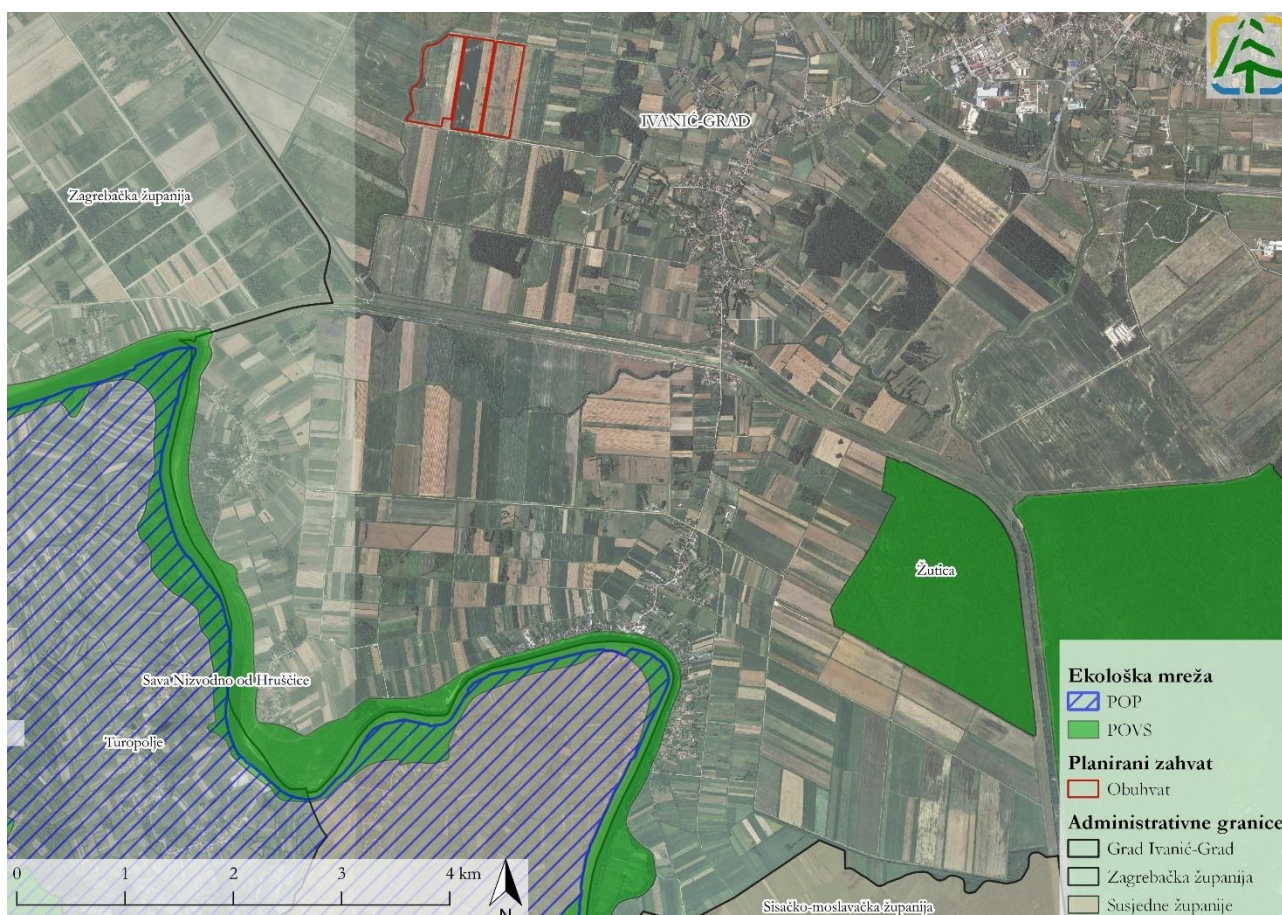 IVANIĆ-GRAD
Zagrebačka županija
Žutica
Sava Nizvodno od Hruščice
Turopolje
Ekološka mreža
POP
POVS
Planirani zahvat
Obuhvat
Administrativne granice
Grad Ivanić-Grad
Zagrebačka županija
Susjedne županije
0 1 2 3 4 km
N
Sisačko-moslavačka županija